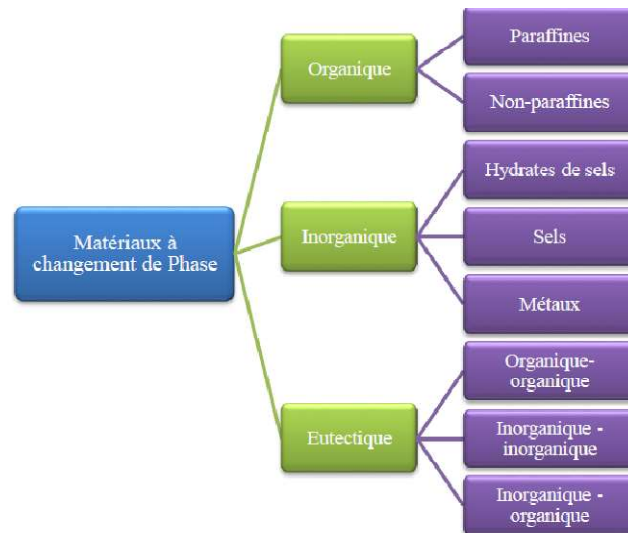 Matériaux à
changement de Phase
Organique
Paraffines
Non-paraffines
Inorganique
Hydrates de sels
Sels
Métaux
Eutectique
Organique-
organique
Inorganique -
inorganique
Inorganique -
organique